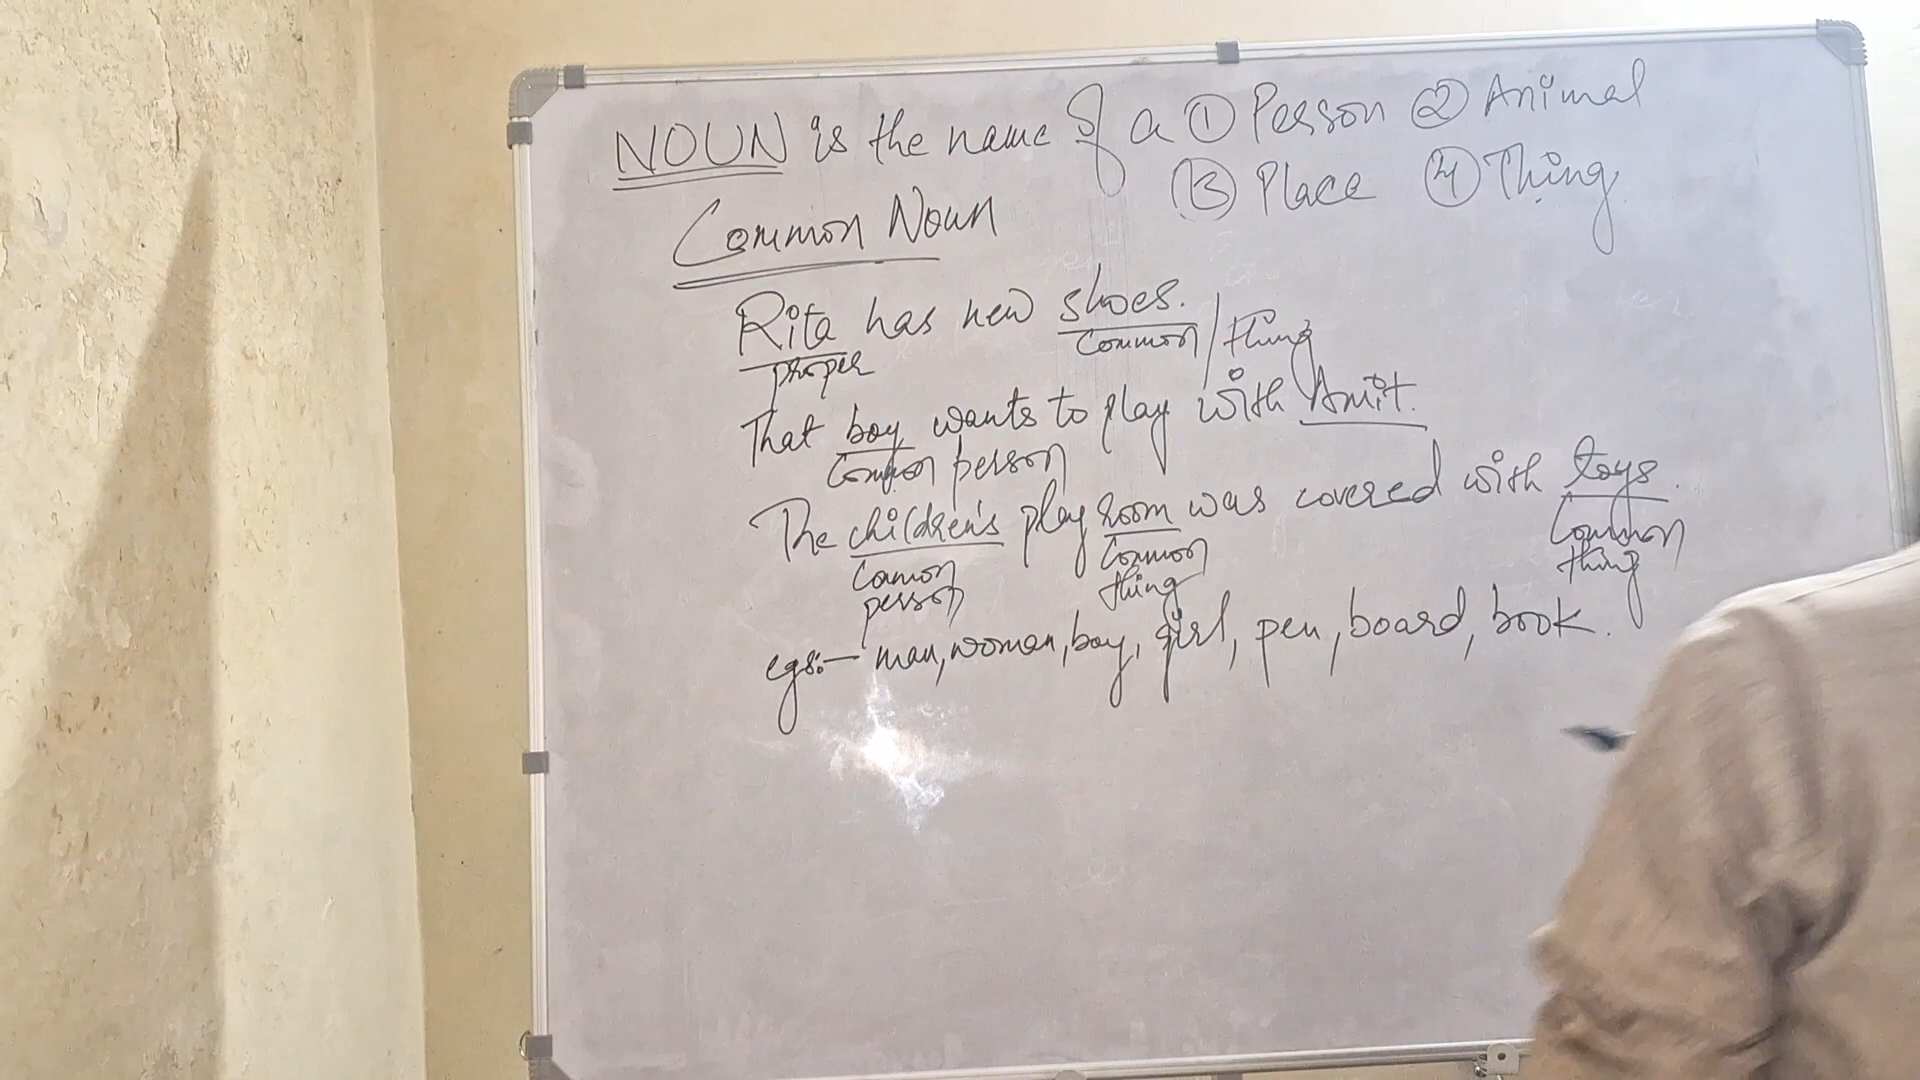 NOUN is the name of a ① Person ② Animal
③ Place ④ Thing
Common Noun
Rita has new shoes.
proper common / thing
That boy wants to play with Amit.
Common person
The children's play room was covered with toys.
Common Common Common
person thing thing
egs:- man, woman, boy, girl, pen, board, book.